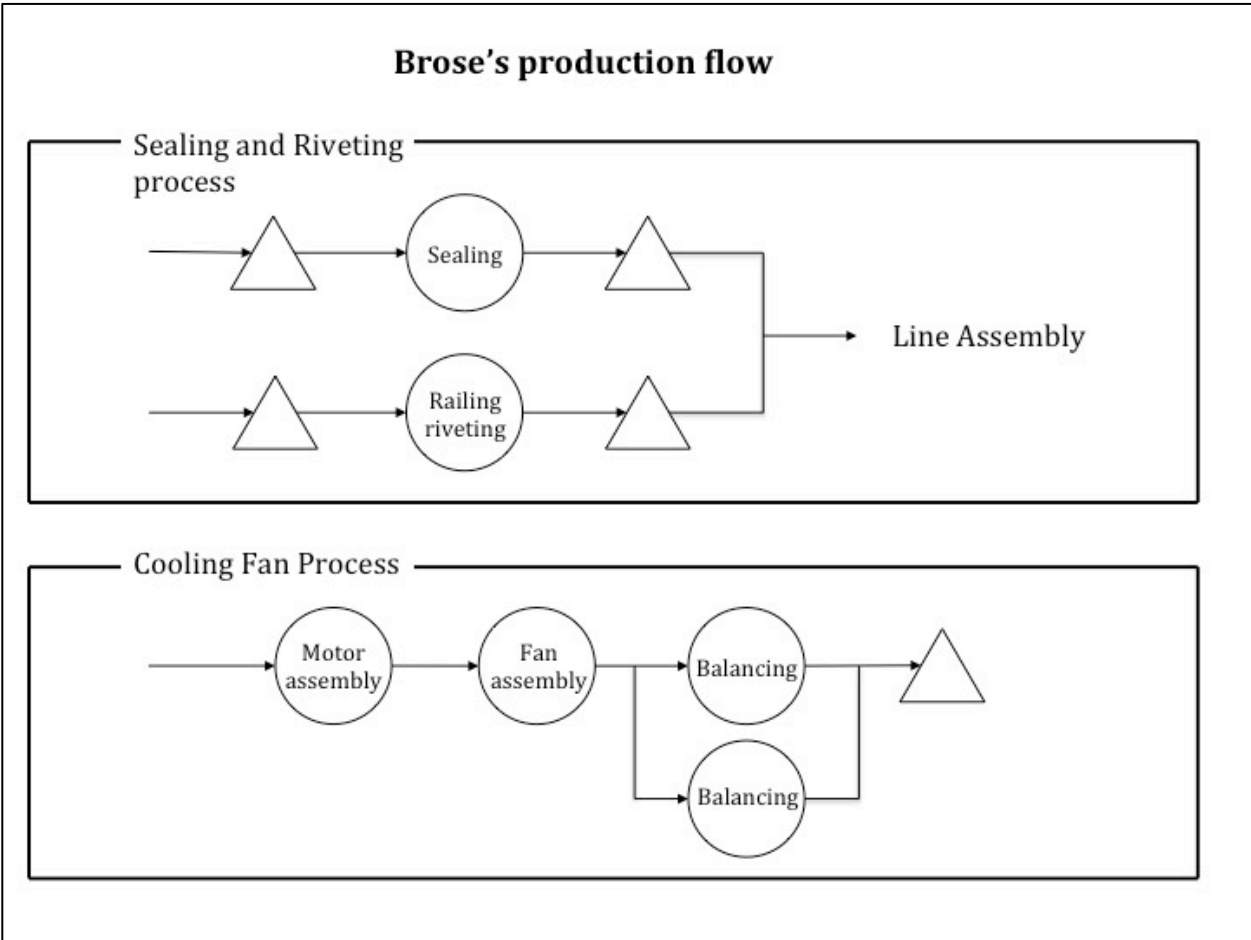 Brose’s production flow
Sealing and Riveting
process
Sealing
Line Assembly
Railing
riveting
Cooling Fan Process
Motor
assembly
Fan
assembly
Balancing
Balancing